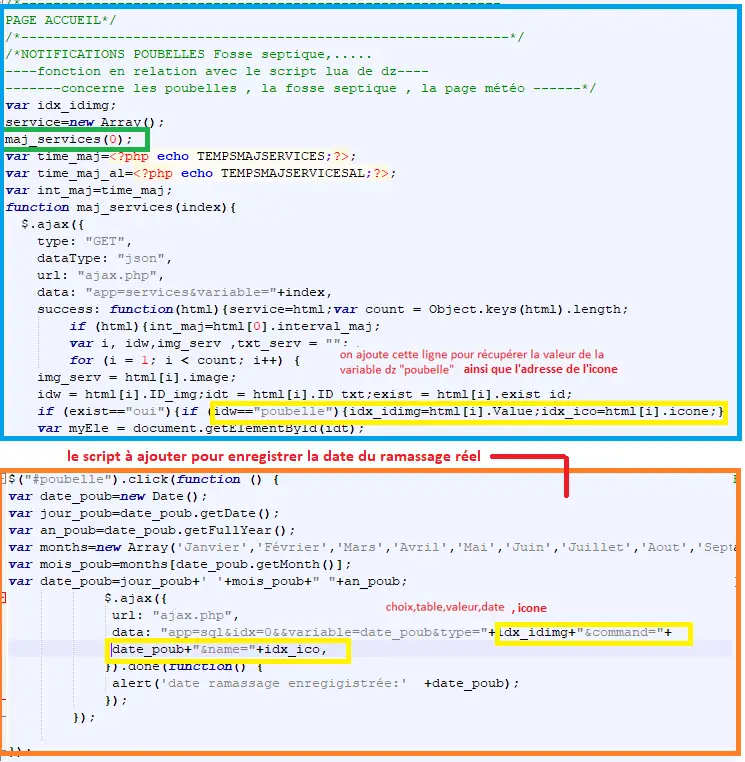 PAGE ACCUEIL*/
/*----------------------------------------------------------------*/
/*NOTIFICATIONS POUBELLES Fosse septique,.....
----fonction en relation avec le script lua de dz----
-------concerne les poubelles , la fosse septique , la page météo ------*/
var idx_idimg;
service=new Array();
maj_services(0);
var time_maj=<?php echo TEMPSMAJSERVICES;?>;
var time_maj_al=<?php echo TEMPSMAJSERVICESAL;?>;
var int_maj=time_maj;
function maj_services(index){
$.ajax({
type: "GET",
dataType: "json",
url: "ajax.php",
data: "app=services&variable="+index,
success: function(html){service=html;var count = Object.keys(html).length;
if (html){int_maj=html[0].interval_maj;
var i, idw,img_serv ,txt_serv = "";
for (i = 1; i < count; i++) {
on ajoute cette ligne pour récupérer la valeur de la
variable dz "poubelle" ainsi que l'adresse de l'icone
img_serv = html[i].image;
idw = html[i].ID_img;idt = html[i].ID_txt;exist = html[i].exist_id;
if (exist=="oui"){if (idw=="poubelle"){idx_idimg=html[i].Value;idx_ico=html[i].icone;}
var myEle = document.getElementById(idt);
le script à ajouter pour enregistrer la date du ramassage réel
$("#poubelle").click(function () {
var date_poub=new Date();
var jour_poub=date_poub.getDate();
var an_poub=date_poub.getFullYear();
var months=new Array('Janvier','Février','Mars','Avril','Mai','Juin','Juillet','Aout','Septa
var mois_poub=months[date_poub.getMonth()];
var date_poub=jour_poub+' '+mois_poub+" "+an_poub;
$.ajax({
choix,table,valeur,date , icone
url: "ajax.php",
data: "app=sql&idx=0&&variable=date_poub&type="+idx_idimg+"&command="+
date_poub+"&name="+idx_ico,
}).done(function() {
alert('date ramassage enregigistrée:' +date_poub);
});
});
});